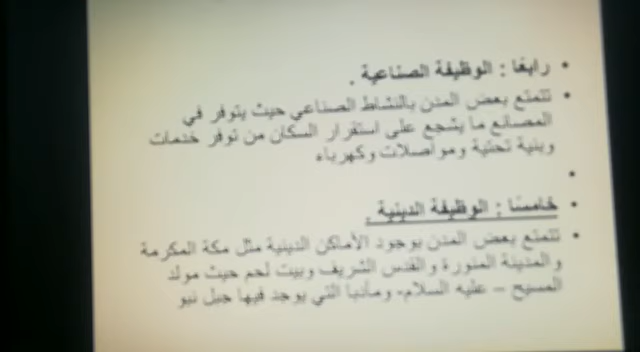 رابعًا : الوظيفة الصناعية .
تتمتع بعض المدن بالنشاط الصناعي حيث يتوفر في
المصانع ما يشجع على استقرار السكان من توفر خدمات
وبنية تحتية ومواصلات وكهرباء
خامسًا : الوظيفة الدينية .
تتمتع بعض المدن بوجود الأماكن الدينية مثل مكة المكرمة
والمدينة المنورة والقدس الشريف وبيت لحم حيث مولد
المسيح – عليه السلام- ومأدبا التي يوجد فيها جبل نبو